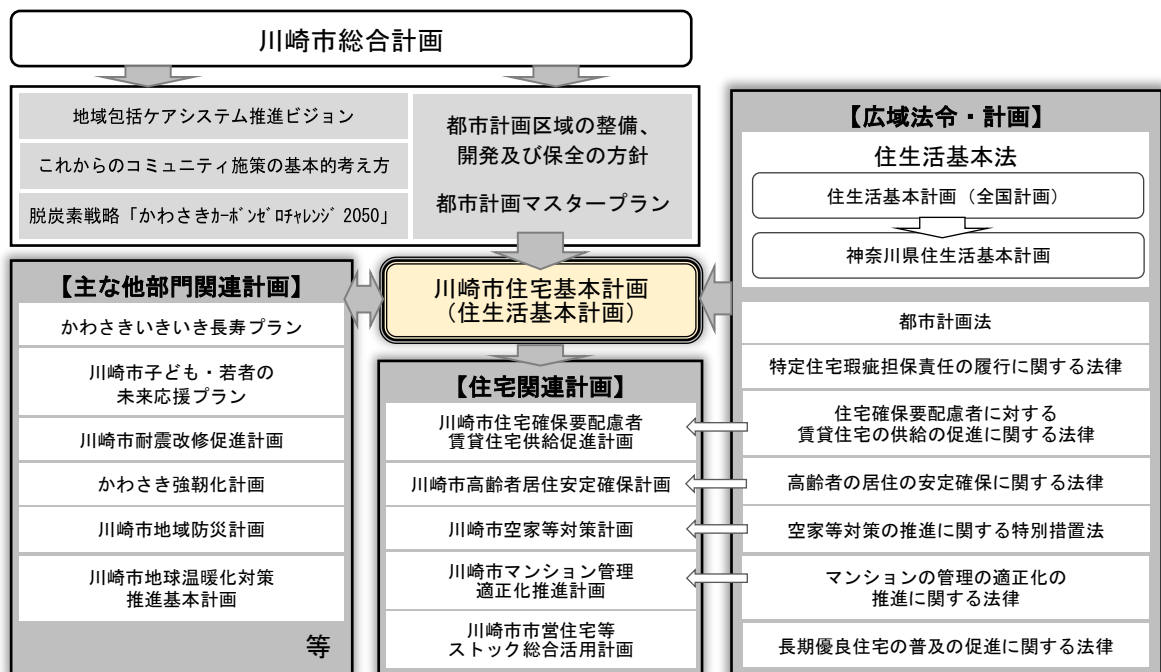 川崎市総合計画
地域包括ケアシステム推進ビジョン
これからのコミュニティ施策の基本的考え方
脱炭素戦略「かわさきｶｰﾎﾞﾝｾﾞﾛﾁｬﾚﾝｼﾞ 2050」
都市計画区域の整備、
開発及び保全の方針
都市計画マスタープラン
【広域法令・計画】
住生活基本法
住生活基本計画（全国計画）
神奈川県住生活基本計画
都市計画法
特定住宅瑕疵担保責任の履行に関する法律
住宅確保要配慮者に対する
賃貸住宅の供給の促進に関する法律
高齢者の居住の安定確保に関する法律
空家等対策の推進に関する特別措置法
マンションの管理の適正化の
推進に関する法律
長期優良住宅の普及の促進に関する法律
川崎市住宅基本計画
（住生活基本計画）
【主な他部門関連計画】
かわさきいきいき長寿プラン
川崎市子ども・若者の
未来応援プラン
川崎市耐震改修促進計画
かわさき強靱化計画
川崎市地域防災計画
川崎市地球温暖化対策
推進基本計画
等
【住宅関連計画】
川崎市住宅確保要配慮者
賃貸住宅供給促進計画
川崎市高齢者居住安定確保計画
川崎市空家等対策計画
川崎市マンション管理
適正化推進計画
川崎市市営住宅等
ストック総合活用計画